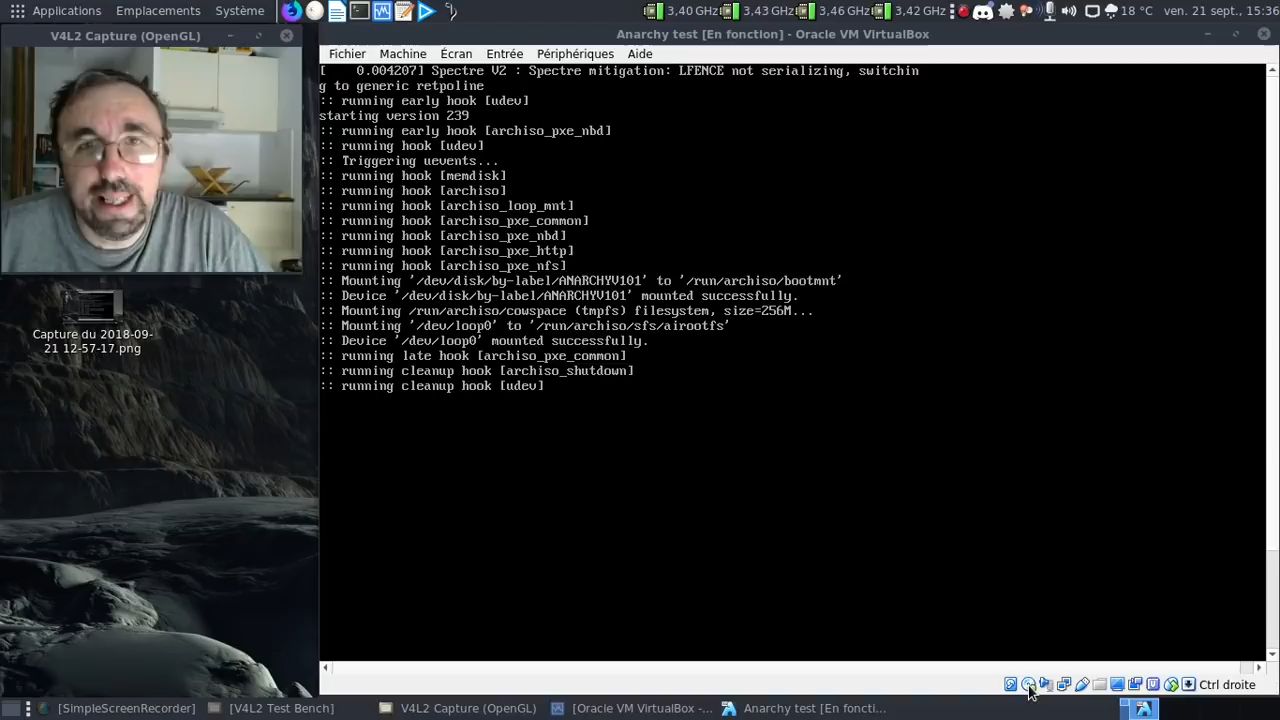 Applications Emplacements Système 3,40 GHz 3,43 GHz 3,46 GHz 3,42 GHz 18 °C ven. 21 sept., 15:36
V4L2 Capture (OpenGL)
Anarchy test [En fonction] - Oracle VM VirtualBox
Fichier Machine Écran Entrée Périphériques Aide
[    0.004207] Spectre V2 : Spectre mitigation: LFENCE not serializing, switchin
g to generic retpoline
:: running early hook [udev]
starting version 239
:: running early hook [archiso_pxe_nbd]
:: running hook [udev]
:: Triggering uevents...
:: running hook [memdisk]
:: running hook [archiso]
:: running hook [archiso_loop_mnt]
:: running hook [archiso_pxe_common]
:: running hook [archiso_pxe_nbd]
:: running hook [archiso_pxe_http]
:: running hook [archiso_pxe_nfs]
:: Mounting '/dev/disk/by-label/ANARCHYV101' to '/run/archiso/bootmnt'
:: Device '/dev/disk/by-label/ANARCHYV101' mounted successfully.
:: Mounting /run/archiso/cowspace (tmpfs) filesystem, size=256M...
:: Mounting '/dev/loop0' to '/run/archiso/sfs/airootfs'
:: Device '/dev/loop0' mounted successfully.
:: running late hook [archiso_pxe_common]
:: running cleanup hook [archiso_shutdown]
:: running cleanup hook [udev]
Capture du 2018-09-
21 12-57-17.png
Ctrl droite
[SimpleScreenRecorder] [V4L2 Test Bench] V4L2 Capture (OpenGL) [Oracle VM VirtualBox -... Anarchy test [En foncti...